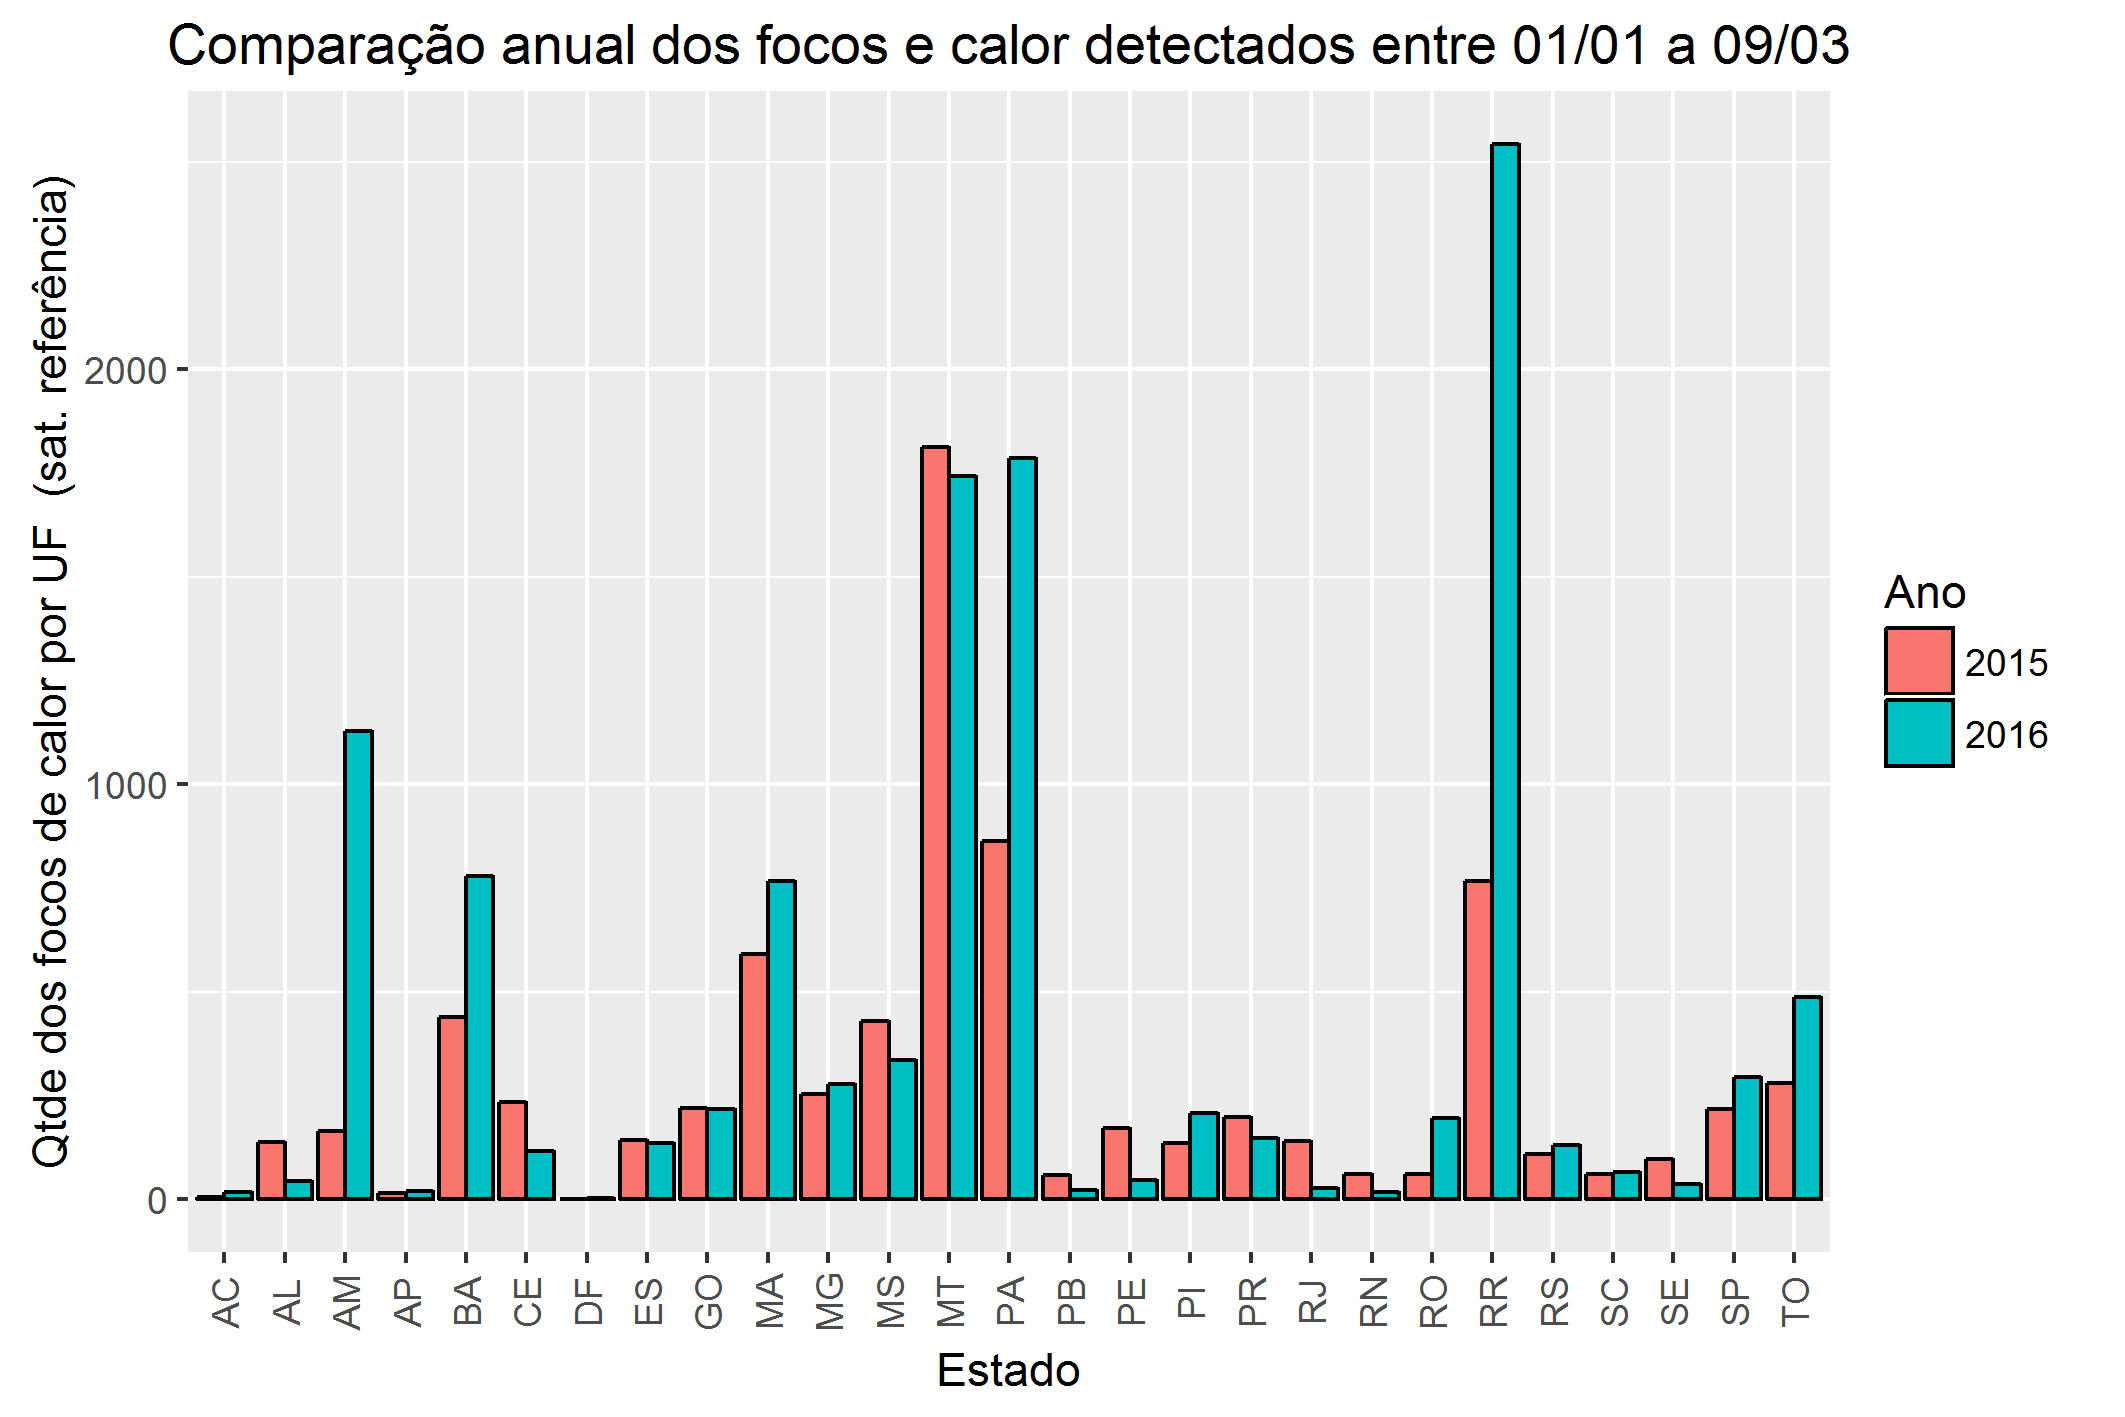 Comparação anual dos focos e calor detectados entre 01/01 a 09/03
Qtde dos focos de calor por UF  (sat. referência)
2000
1000
0
AC
AL
AM
AP
BA
CE
DF
ES
GO
MA
MG
MS
MT
PA
PB
PE
PI
PR
RJ
RN
RO
RR
RS
SC
SE
SP
TO
Estado
Ano
2015
2016